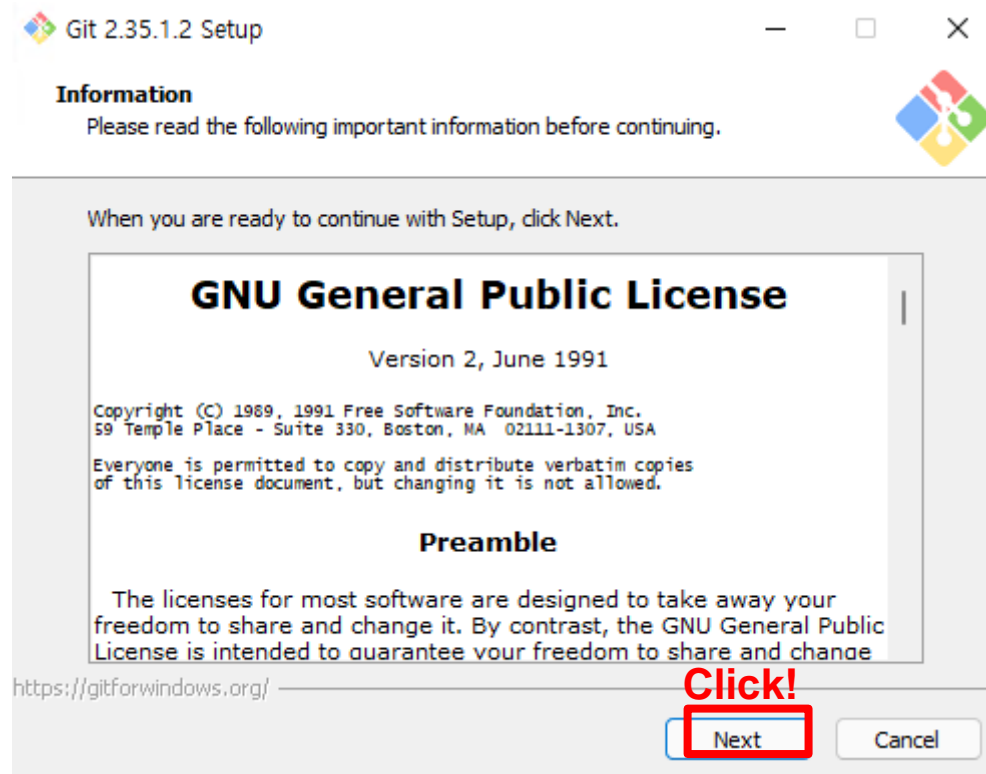 Git 2.35.1.2 Setup
Information
Please read the following important information before continuing.
When you are ready to continue with Setup, click Next.
GNU General Public License
Version 2, June 1991
Copyright (C) 1989, 1991 Free Software Foundation, Inc.
59 Temple Place - Suite 330, Boston, MA 02111-1307, USA
Everyone is permitted to copy and distribute verbatim copies
of this license document, but changing it is not allowed.
Preamble
The licenses for most software are designed to take away your
freedom to share and change it. By contrast, the GNU General Public
License is intended to guarantee your freedom to share and change
https://gitforwindows.org/
Click!
Next
Cancel